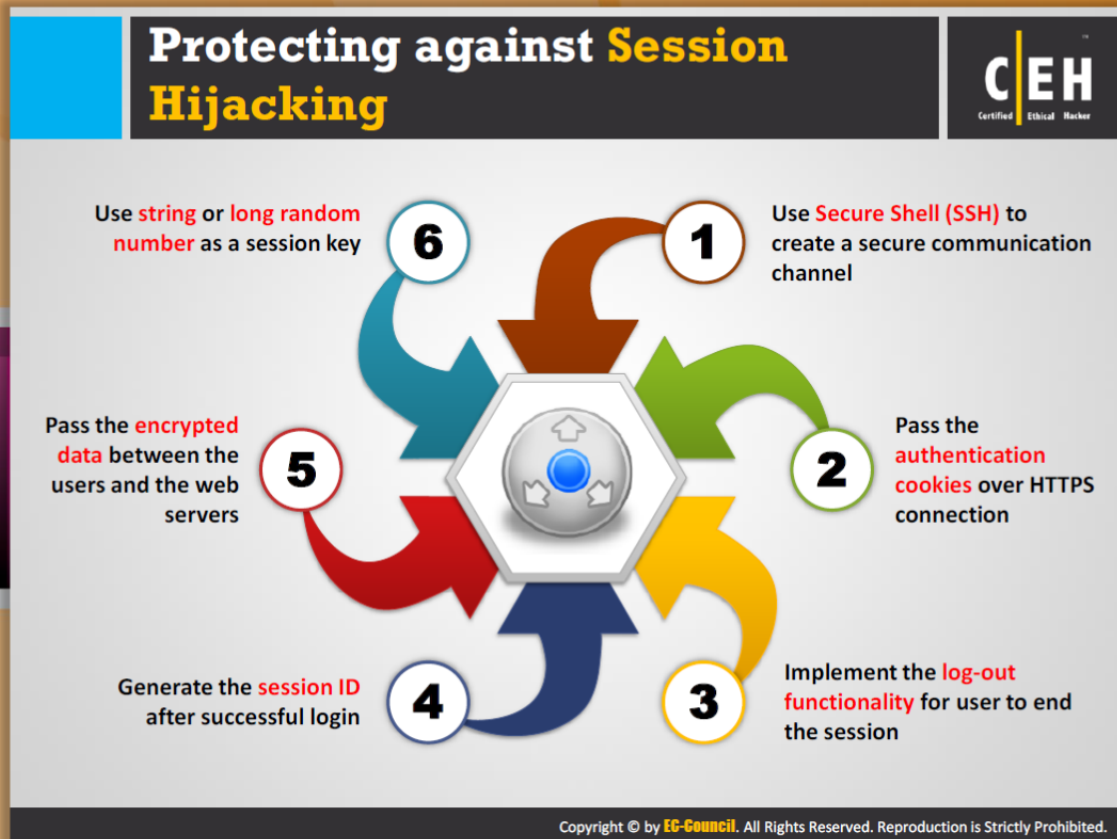 Protecting against Session
Hijacking
C|EH
™
Certified Ethical Hacker
1
Use Secure Shell (SSH) to
create a secure communication
channel
2
Pass the
authentication
cookies over HTTPS
connection
3
Implement the log-out
functionality for user to end
the session
4
Generate the session ID
after successful login
5
Pass the encrypted
data between the
users and the web
servers
6
Use string or long random
number as a session key
Copyright © by EC-Council. All Rights Reserved. Reproduction is Strictly Prohibited.